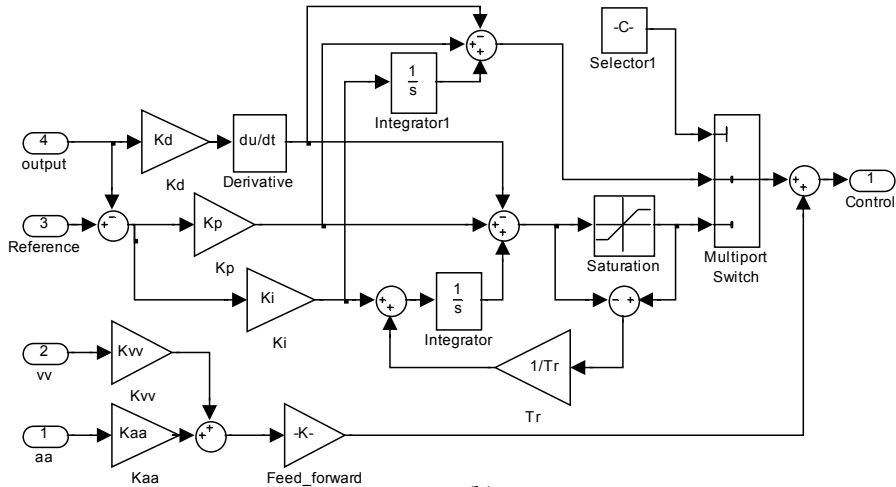 -C-
Selector1
1
s
Integrator1
4
output
Kd
Kd
du/dt
Derivative
3
Reference
Kp
Kp
Saturation
Multiport
Switch
1
Control
Ki
Ki
1
s
Integrator
1/Tr
Tr
2
vv
Kvv
Kvv
1
aa
Kaa
Kaa
-K-
Feed_forward